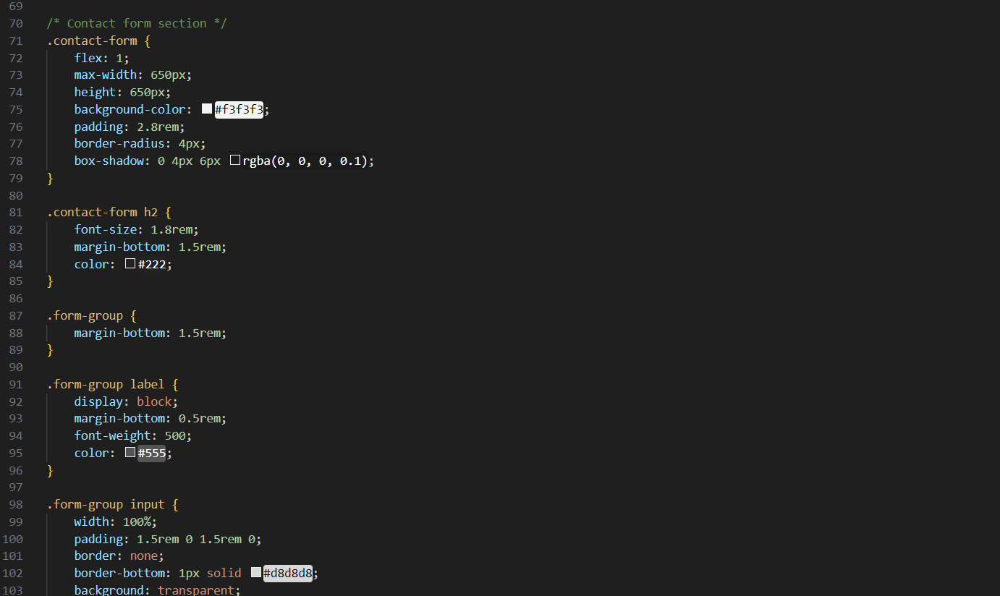 69
70 /* Contact form section */
71 .contact-form {
72 flex: 1;
73 max-width: 650px;
74 height: 650px;
75 background-color: #f3f3f3;
76 padding: 2.8rem;
77 border-radius: 4px;
78 box-shadow: 0 4px 6px rgba(0, 0, 0, 0.1);
79 }
80
81 .contact-form h2 {
82 font-size: 1.8rem;
83 margin-bottom: 1.5rem;
84 color: #222;
85 }
86
87 .form-group {
88 margin-bottom: 1.5rem;
89 }
90
91 .form-group label {
92 display: block;
93 margin-bottom: 0.5rem;
94 font-weight: 500;
95 color: #555;
96 }
97
98 .form-group input {
99 width: 100%;
100 padding: 1.5rem 0 1.5rem 0;
101 border: none;
102 border-bottom: 1px solid #d8d8d8;
103 background: transparent;